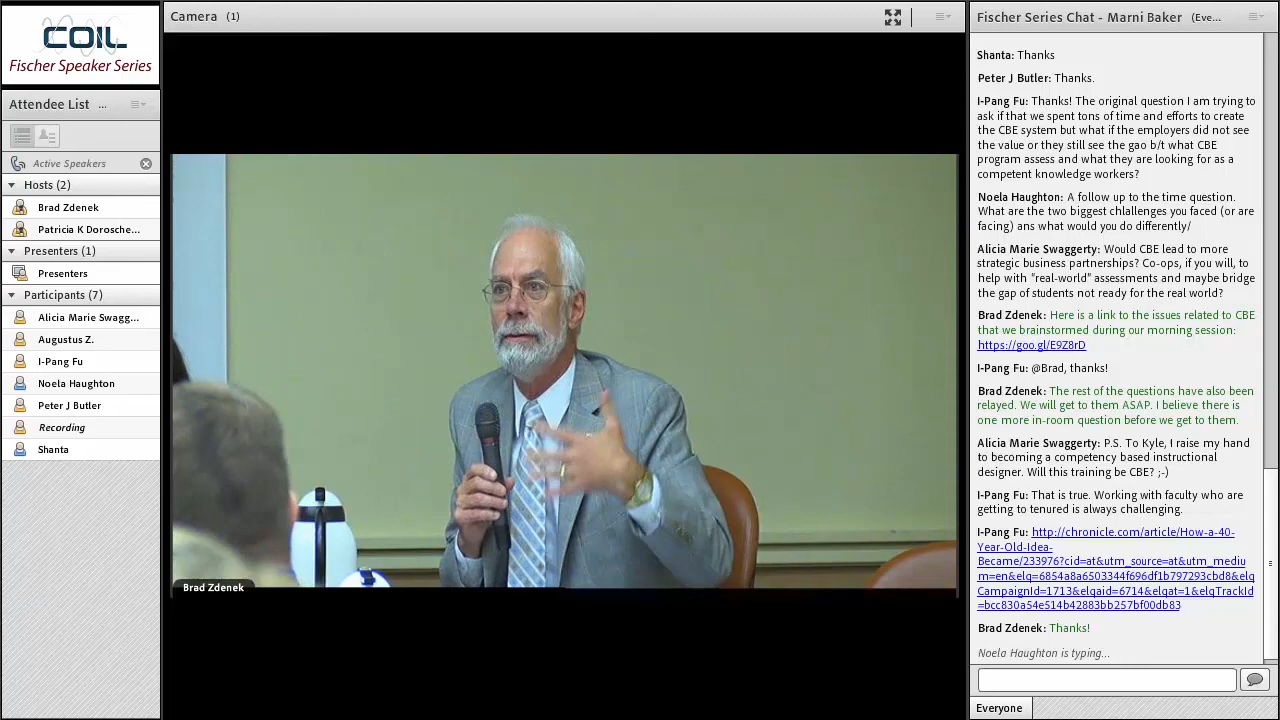 COIL
Fischer Speaker Series
Attendee List ...
Active Speakers
Hosts (2)
Brad Zdenek
Patricia K Dorosche...
Presenters (1)
Presenters
Participants (7)
Alicia Marie Swagg...
Augustus Z.
I-Pang Fu
Noela Haughton
Peter J Butler
Recording
Shanta
Camera (1)
Brad Zdenek
Fischer Series Chat - Marni Baker (Eve...
Shanta: Thanks
Peter J Butler: Thanks.
I-Pang Fu: Thanks! The original question I am trying to
ask if that we spent tons of time and efforts to create
the CBE system but what if the employers did not see
the value or they still see the gao b/t what CBE
program assess and what they are looking for as a
competent knowledge workers?
Noela Haughton: A follow up to the time question.
What are the two biggest chlallenges you faced (or are
facing) ans what would you do differently/
Alicia Marie Swaggerty: Would CBE lead to more
strategic business partnerships? Co-ops, if you will, to
help with "real-world" assessments and maybe bridge
the gap of students not ready for the real world?
Brad Zdenek: Here is a link to the issues related to CBE
that we brainstormed during our morning session:
https://goo.gl/E9Z8rD
I-Pang Fu: @Brad, thanks!
Brad Zdenek: The rest of the questions have also been
relayed. We will get to them ASAP. I believe there is
one more in-room question before we get to them.
Alicia Marie Swaggerty: P.S. To Kyle, I raise my hand
to becoming a competency based instructional
designer. Will this training be CBE? ;-)
I-Pang Fu: That is true. Working with faculty who are
getting to tenured is always challenging.
I-Pang Fu: http://chronicle.com/article/How-a-40-
Year-Old-Idea-
Became/233976?cid=at&utm_source=at&utm_mediu
m=en&elq=6854a8a6503344f696df1b797293cbd8&elq
CampaignId=1713&elqaid=6714&elqat=1&elqTrackId
=bcc830a54e514b42883bb257bf00db83
Brad Zdenek: Thanks!
Noela Haughton is typing...
Everyone